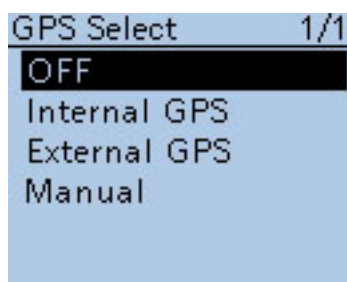 GPS Select 1/1
OFF
Internal GPS
External GPS
Manual